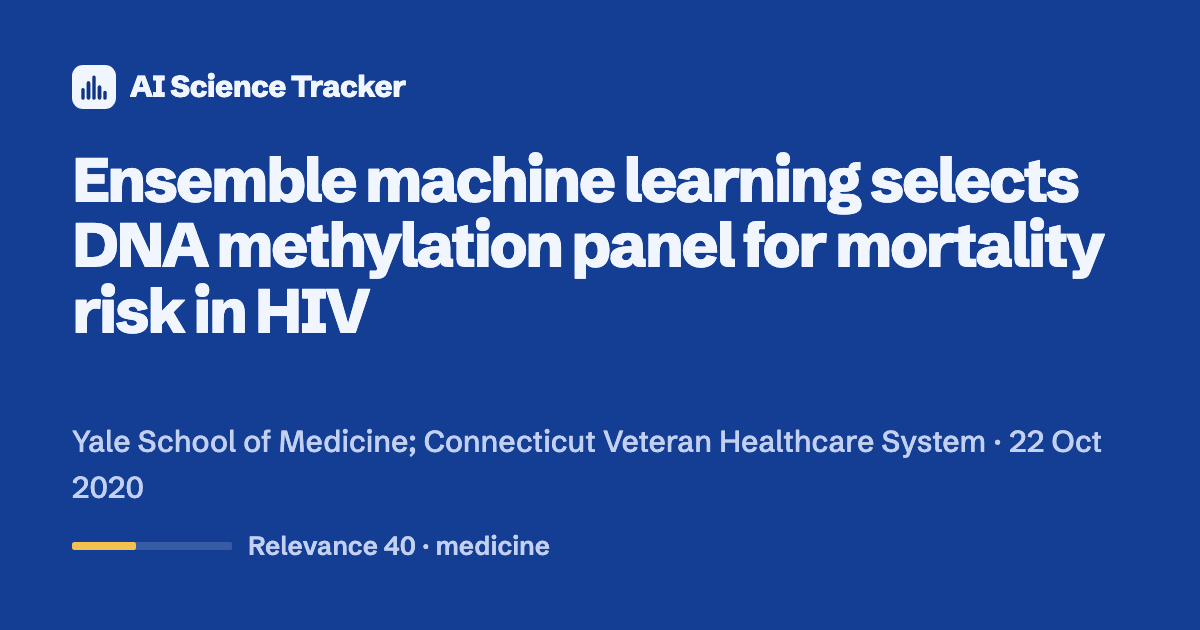 AI Science Tracker
Ensemble machine learning selects
DNA methylation panel for mortality
risk in HIV
Yale School of Medicine; Connecticut Veteran Healthcare System · 22 Oct
2020
Relevance 40 · medicine